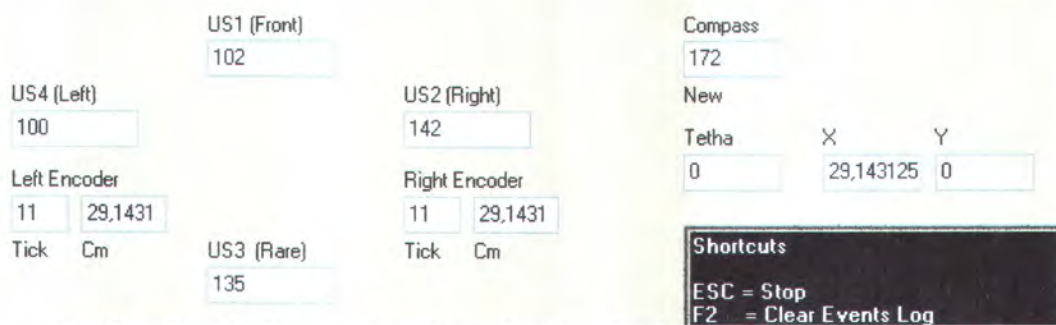 US1 (Front)
102
US4 (Left)
100
US2 (Right)
142
Left Encoder
11 29,1431
Tick Cm
Right Encoder
11 29,1431
Tick Cm
US3 (Rare)
135
Compass
172
New
Tetha X Y
0 29,143125 0
Shortcuts
ESC = Stop
F2 = Clear Events Log